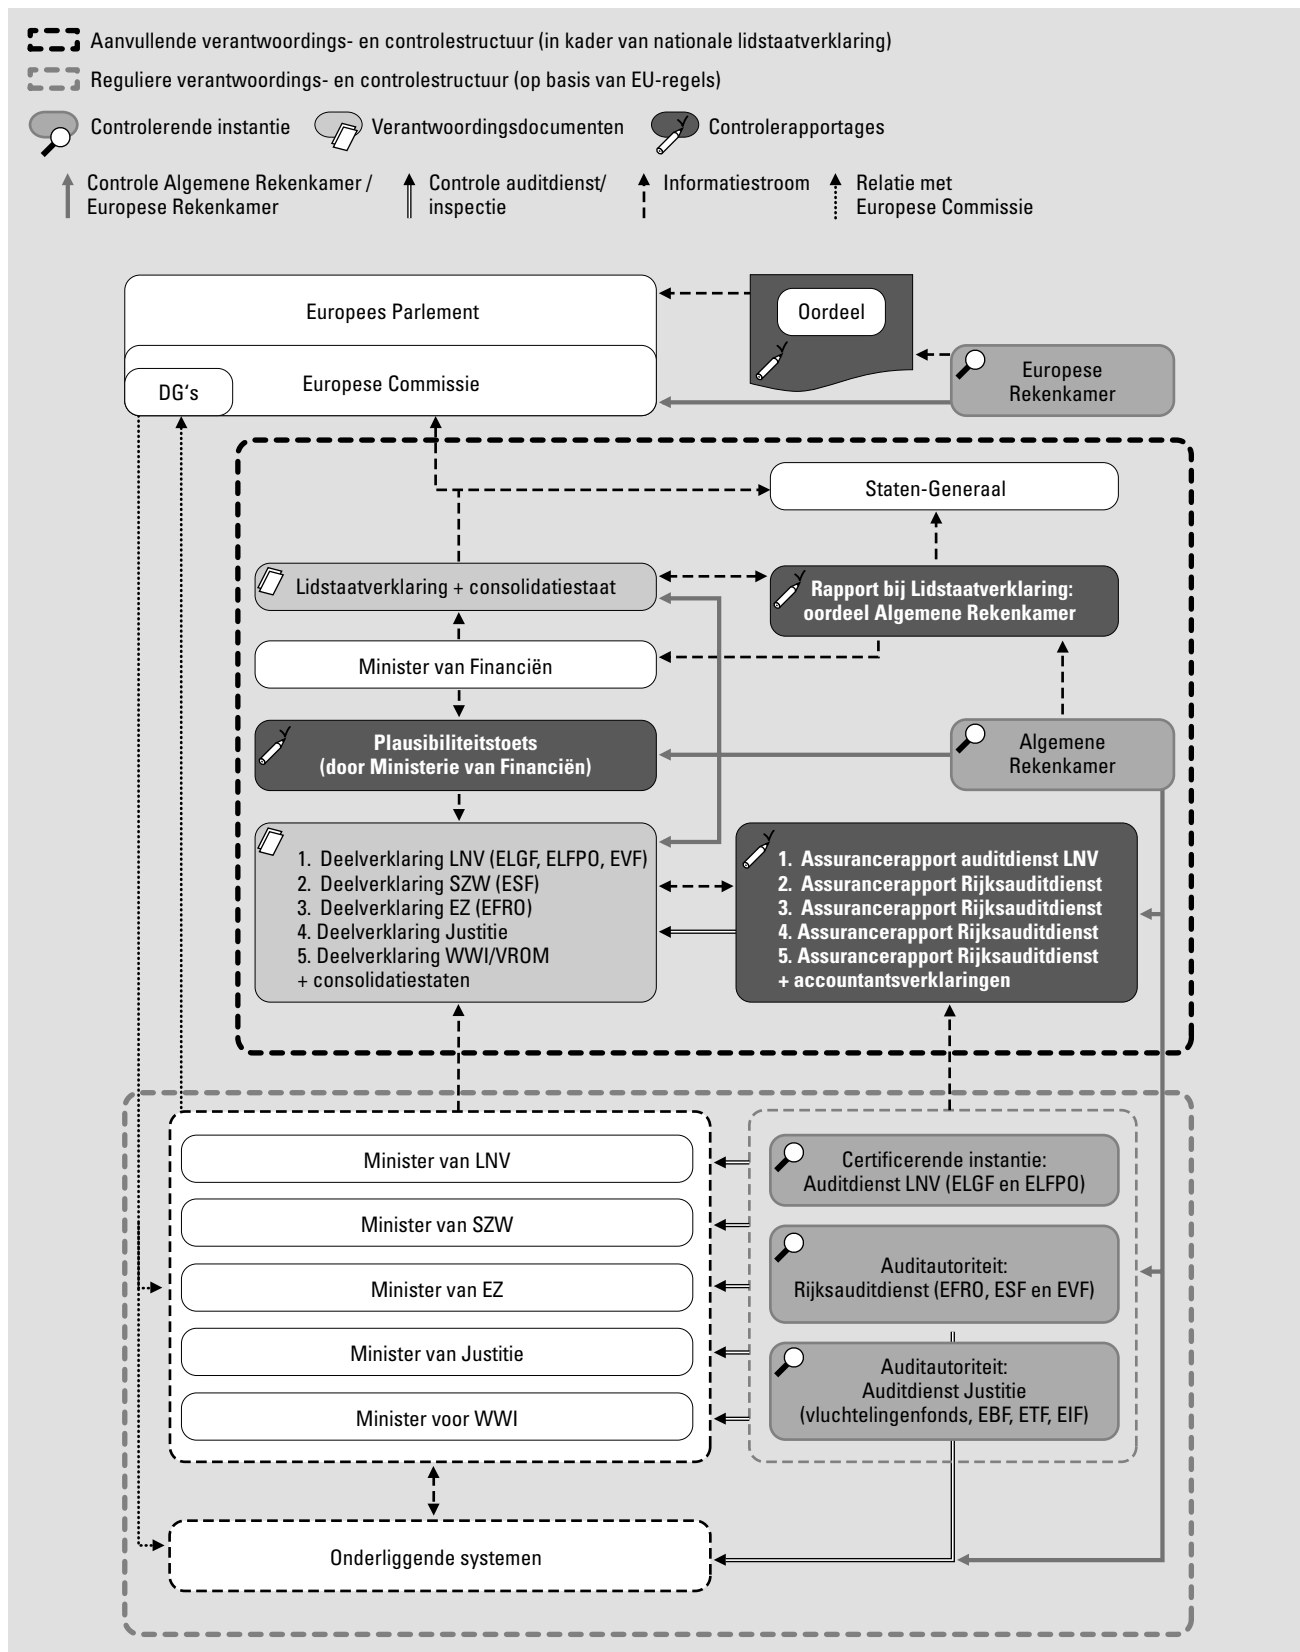 Aanvullende verantwoordings- en controlestructuur (in kader van nationale lidstaatverklaring)
Reguliere verantwoordings- en controlestructuur (op basis van EU-regels)
Controlerende instantie
Verantwoordingsdocumenten
Controlerapportages
Controle Algemene Rekenkamer /
Europese Rekenkamer
Controle auditdienst/
inspectie
Informatiestroom
Relatie met
Europese Commissie
Europees Parlement
Oordeel
Europese Commissie
DG‘s
Europese
Rekenkamer
Staten-Generaal
Lidstaatverklaring + consolidatiestaat
Rapport bij Lidstaatverklaring:
oordeel Algemene Rekenkamer
Minister van Financiën
Plausibiliteitstoets
(door Ministerie van Financiën)
Algemene
Rekenkamer
1. Deelverklaring LNV (ELGF, ELFPO, EVF)
2. Deelverklaring SZW (ESF)
3. Deelverklaring EZ (EFRO)
4. Deelverklaring Justitie
5. Deelverklaring WWI/VROM
+ consolidatiestaten
1. Assurancerapport auditdienst LNV
2. Assurancerapport Rijksauditdienst
3. Assurancerapport Rijksauditdienst
4. Assurancerapport Rijksauditdienst
5. Assurancerapport Rijksauditdienst
+ accountantsverklaringen
Minister van LNV
Minister van SZW
Minister van EZ
Minister van Justitie
Minister voor WWI
Certificerende instantie:
Auditdienst LNV (ELGF en ELFPO)
Auditautoriteit:
Rijksauditdienst (EFRO, ESF en EVF)
Auditautoriteit:
Auditdienst Justitie
(vluchtelingenfonds, EBF, ETF, EIF)
Onderliggende systemen